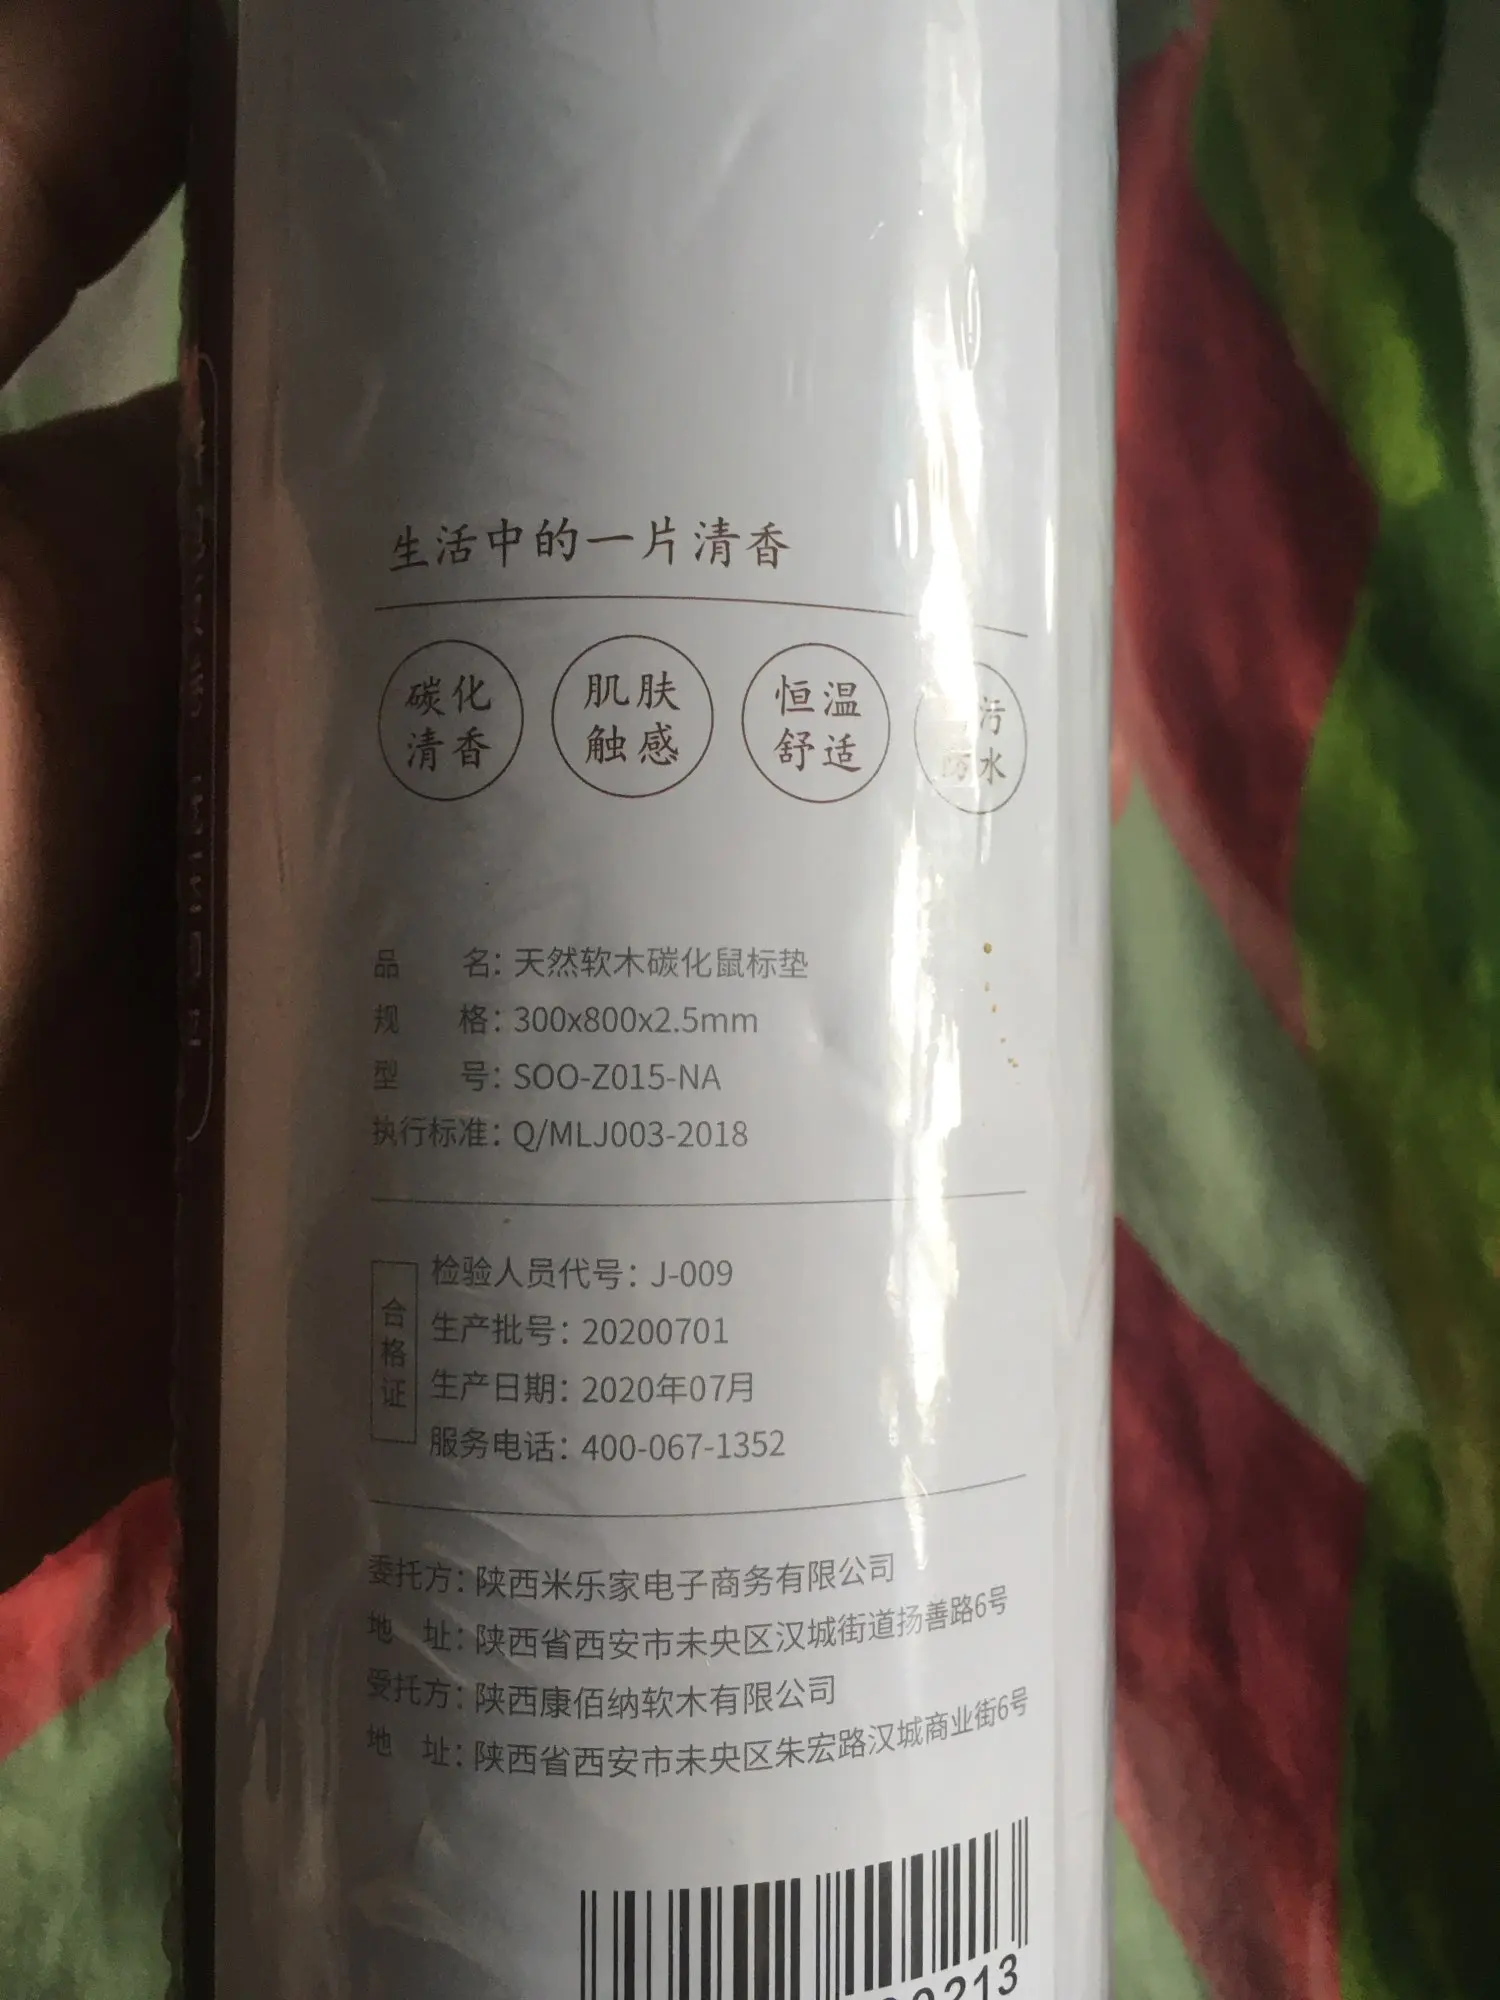 生活中的一片清香
碳化清香
肌肤触感
恒温舒适
污
防水
品名：天然软木碳化鼠标垫
规格：300x800x2.5mm
型号：SOO-Z015-NA
执行标准：Q/MLJ003-2018
合格证
检验人员代号：J-009
生产批号：20200701
生产日期：2020年07月
服务电话：400-067-1352
委托方：陕西米乐家电子商务有限公司
地址：陕西省西安市未央区汉城街道扬善路6号
受托方：陕西康佰纳软木有限公司
地址：陕西省西安市未央区朱宏路汉城商业街6号
213